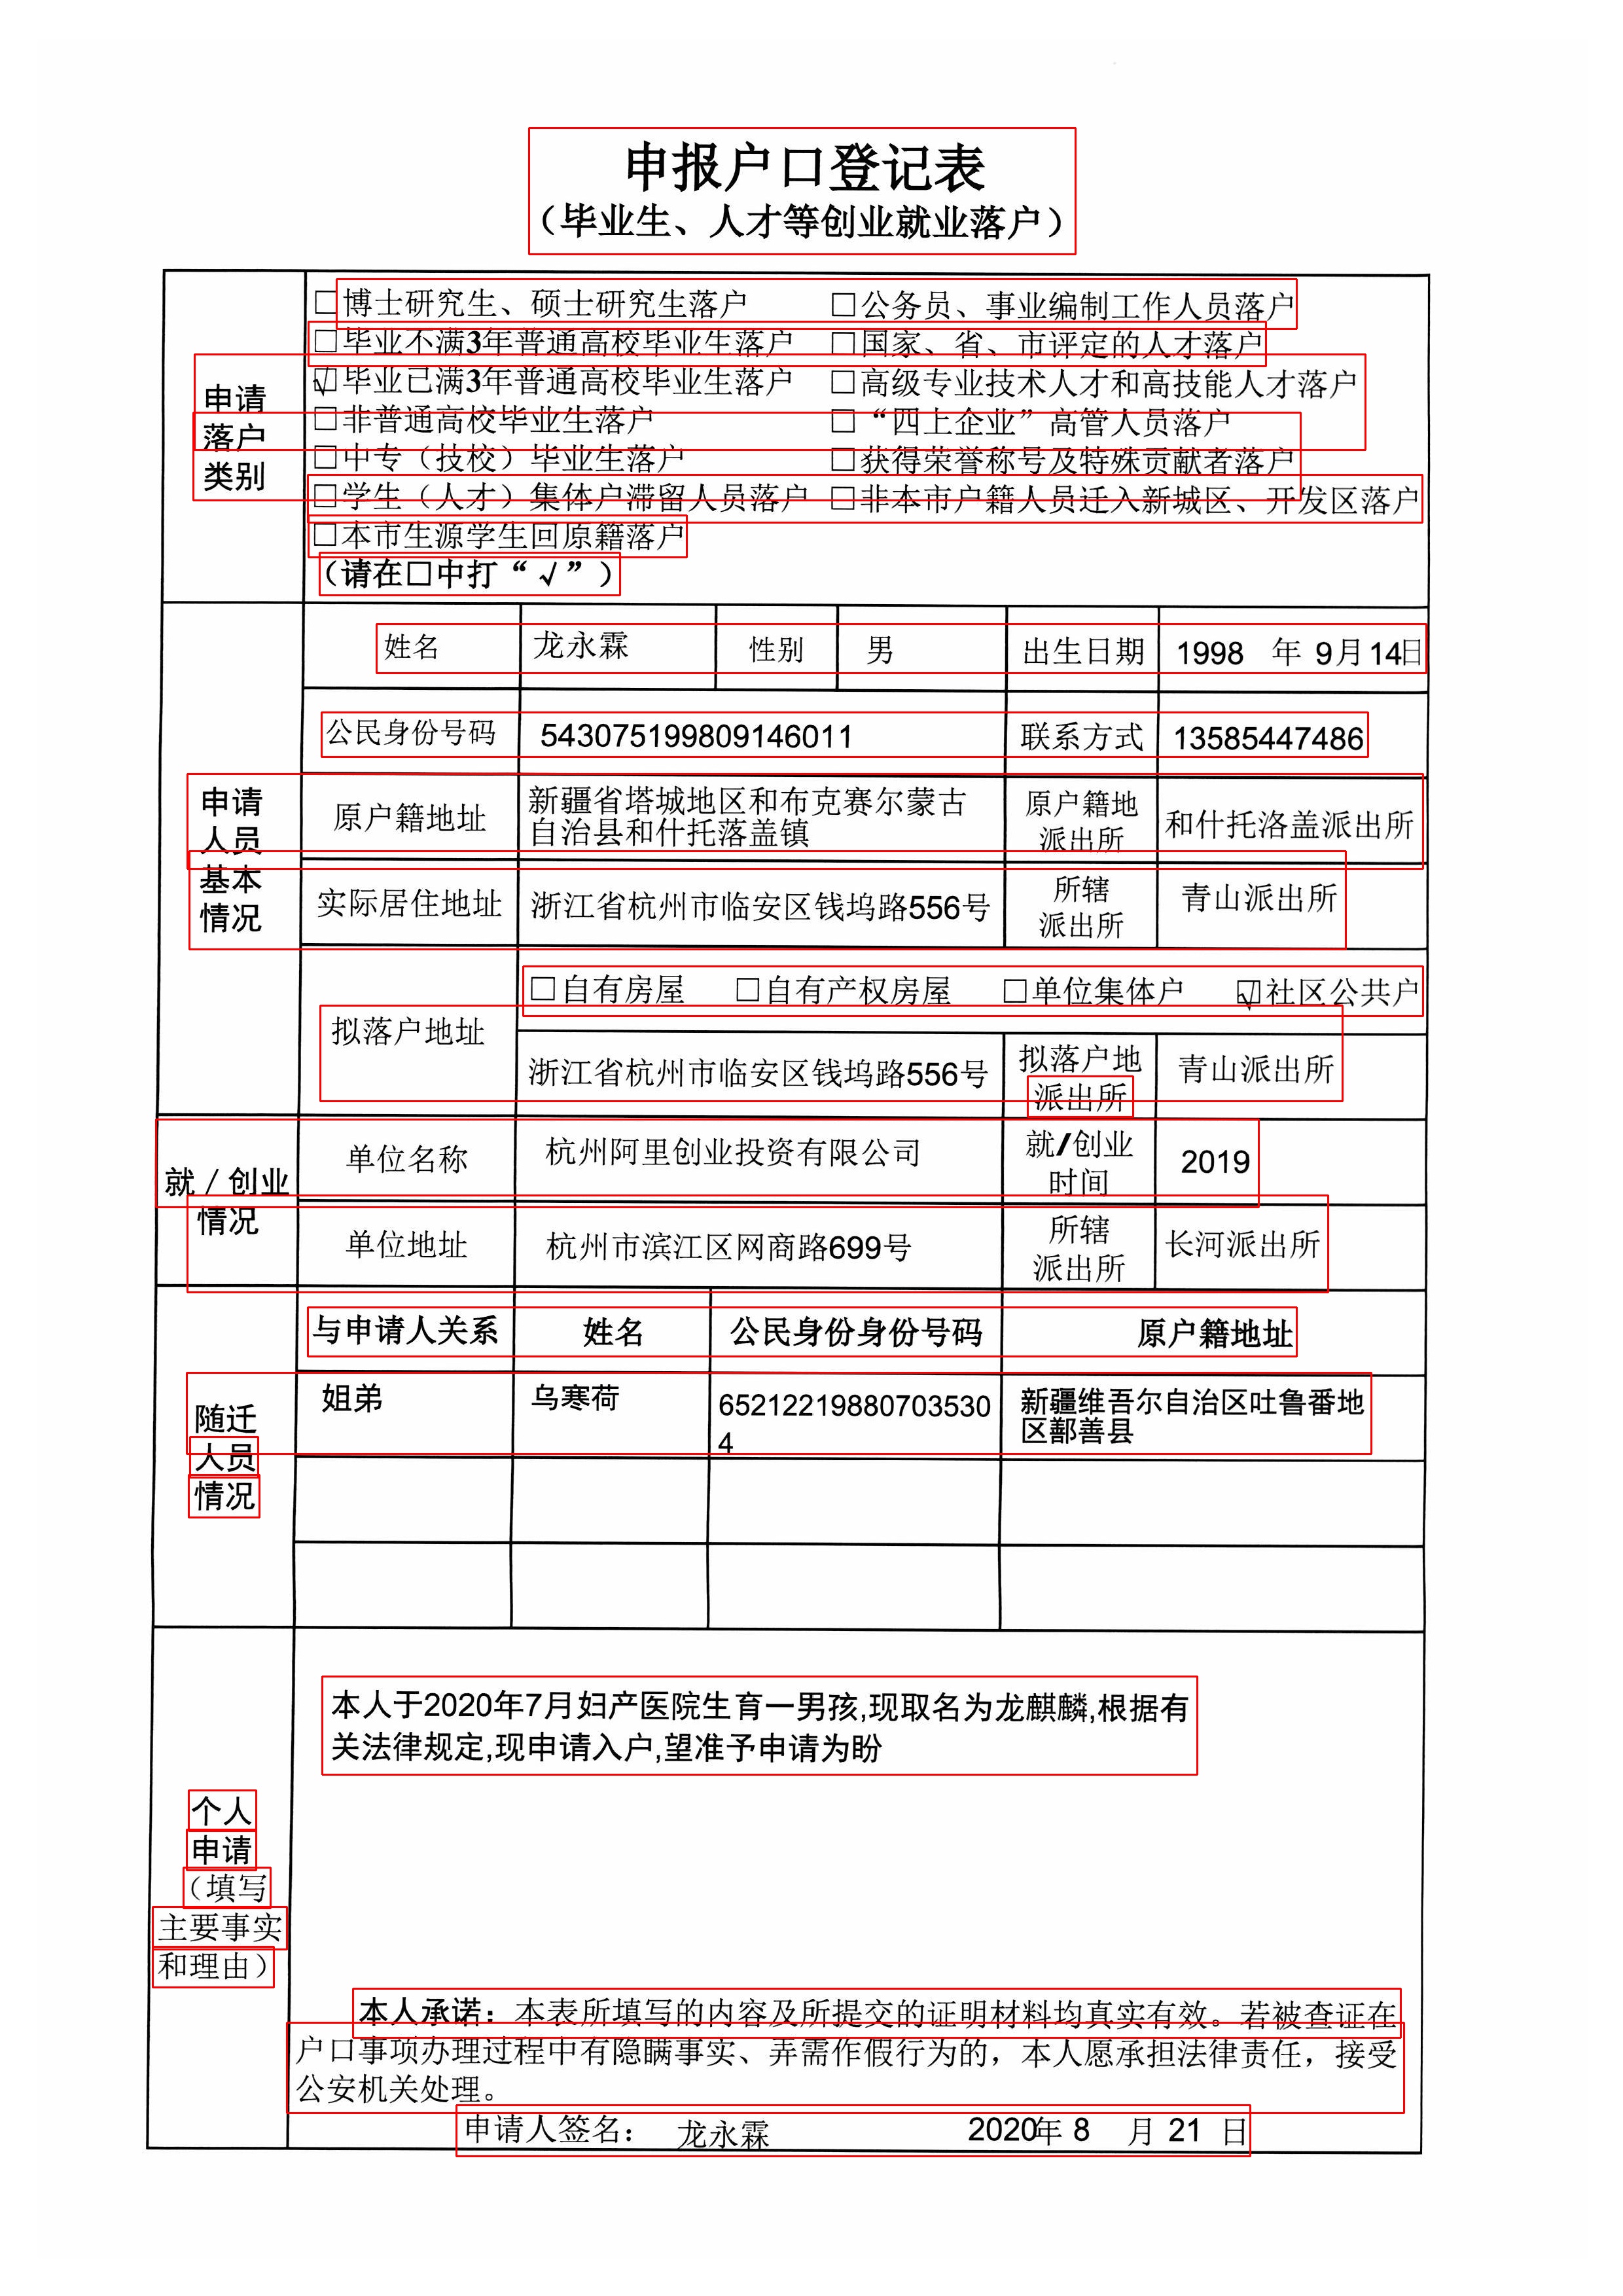 申报户口登记表
（毕业生、人才等创业就业落户）
申请
落户
类别
□博士研究生、硕士研究生落户 □公务员、事业编制工作人员落户
□毕业不满3年普通高校毕业生落户 □国家、省、市评定的人才落户
☑毕业已满3年普通高校毕业生落户 □高级专业技术人才和高技能人才落户
□非普通高校毕业生落户 □“四上企业”高管人员落户
□中专（技校）毕业生落户 □获得荣誉称号及特殊贡献者落户
□学生（人才）集体户滞留人员落户 □非本市户籍人员迁入新城区、开发区落户
□本市生源学生回原籍落户
（请在□中打“√”）
申请
人员
基本
情况
姓名 龙永霖 性别 男 出生日期 1998 年 9月14日
公民身份号码 543075199809146011 联系方式 13585447486
原户籍地址 新疆省塔城地区和布克赛尔蒙古
自治县和什托落盖镇
原户籍地
派出所
和什托洛盖派出所
实际居住地址 浙江省杭州市临安区钱坞路556号
所辖
派出所
青山派出所
拟落户地址
□自有房屋 □自有产权房屋 □单位集体户 ☑社区公共户
浙江省杭州市临安区钱坞路556号
拟落户地
派出所
青山派出所
就/创业
情况
单位名称 杭州阿里创业投资有限公司
就/创业
时间
2019
单位地址 杭州市滨江区网商路699号
所辖
派出所
长河派出所
随迁
人员
情况
与申请人关系 姓名 公民身份身份号码 原户籍地址
姐弟 乌寒荷
65212219880703530
4
新疆维吾尔自治区吐鲁番地
区鄯善县
个人
申请
（填写
主要事实
和理由）
本人于2020年7月妇产医院生育一男孩,现取名为龙麒麟,根据有
关法律规定,现申请入户,望准予申请为盼
本人承诺：本表所填写的内容及所提交的证明材料均真实有效。若被查证在
户口事项办理过程中有隐瞒事实、弄需作假行为的，本人愿承担法律责任，接受
公安机关处理。
申请人签名： 龙永霖 2020年 8 月 21 日